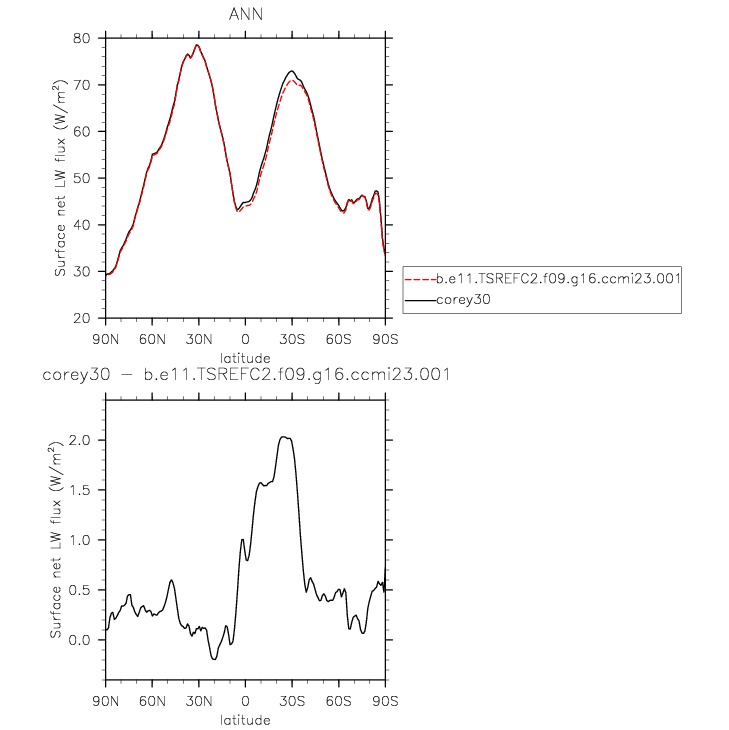 ANN
80
70
60
50
40
30
20
Surface net LW flux (W/m²)
90N 60N 30N 0 30S 60S 90S
latitude
b.e11.TSREFC2.f09.g16.ccmi23.001
corey30
corey30 − b.e11.TSREFC2.f09.g16.ccmi23.001
2.0
1.5
1.0
0.5
0.0
Surface net LW flux (W/m²)
90N 60N 30N 0 30S 60S 90S
latitude